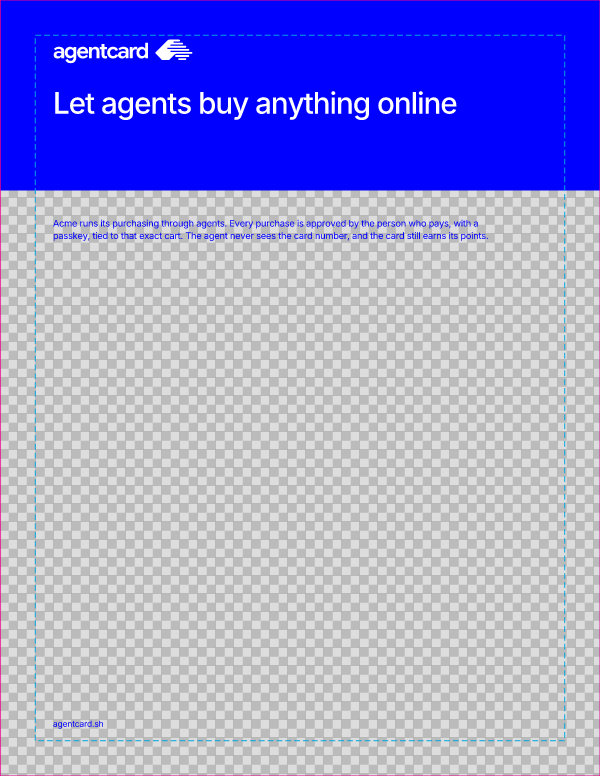 agentcard
Let agents buy anything online
Acme runs its purchasing through agents. Every purchase is approved by the person who pays, with a
passkey, tied to that exact cart. The agent never sees the card number, and the card still earns its points.
agentcard.sh